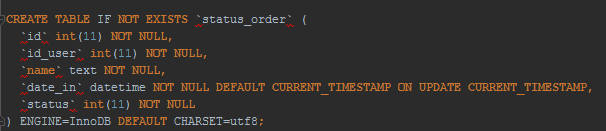 CREATE TABLE IF NOT EXISTS `status_order` (
`id` int(11) NOT NULL,
`id_user` int(11) NOT NULL,
`name` text NOT NULL,
`date_in` datetime NOT NULL DEFAULT CURRENT_TIMESTAMP ON UPDATE CURRENT_TIMESTAMP,
`status` int(11) NOT NULL
) ENGINE=InnoDB DEFAULT CHARSET=utf8;